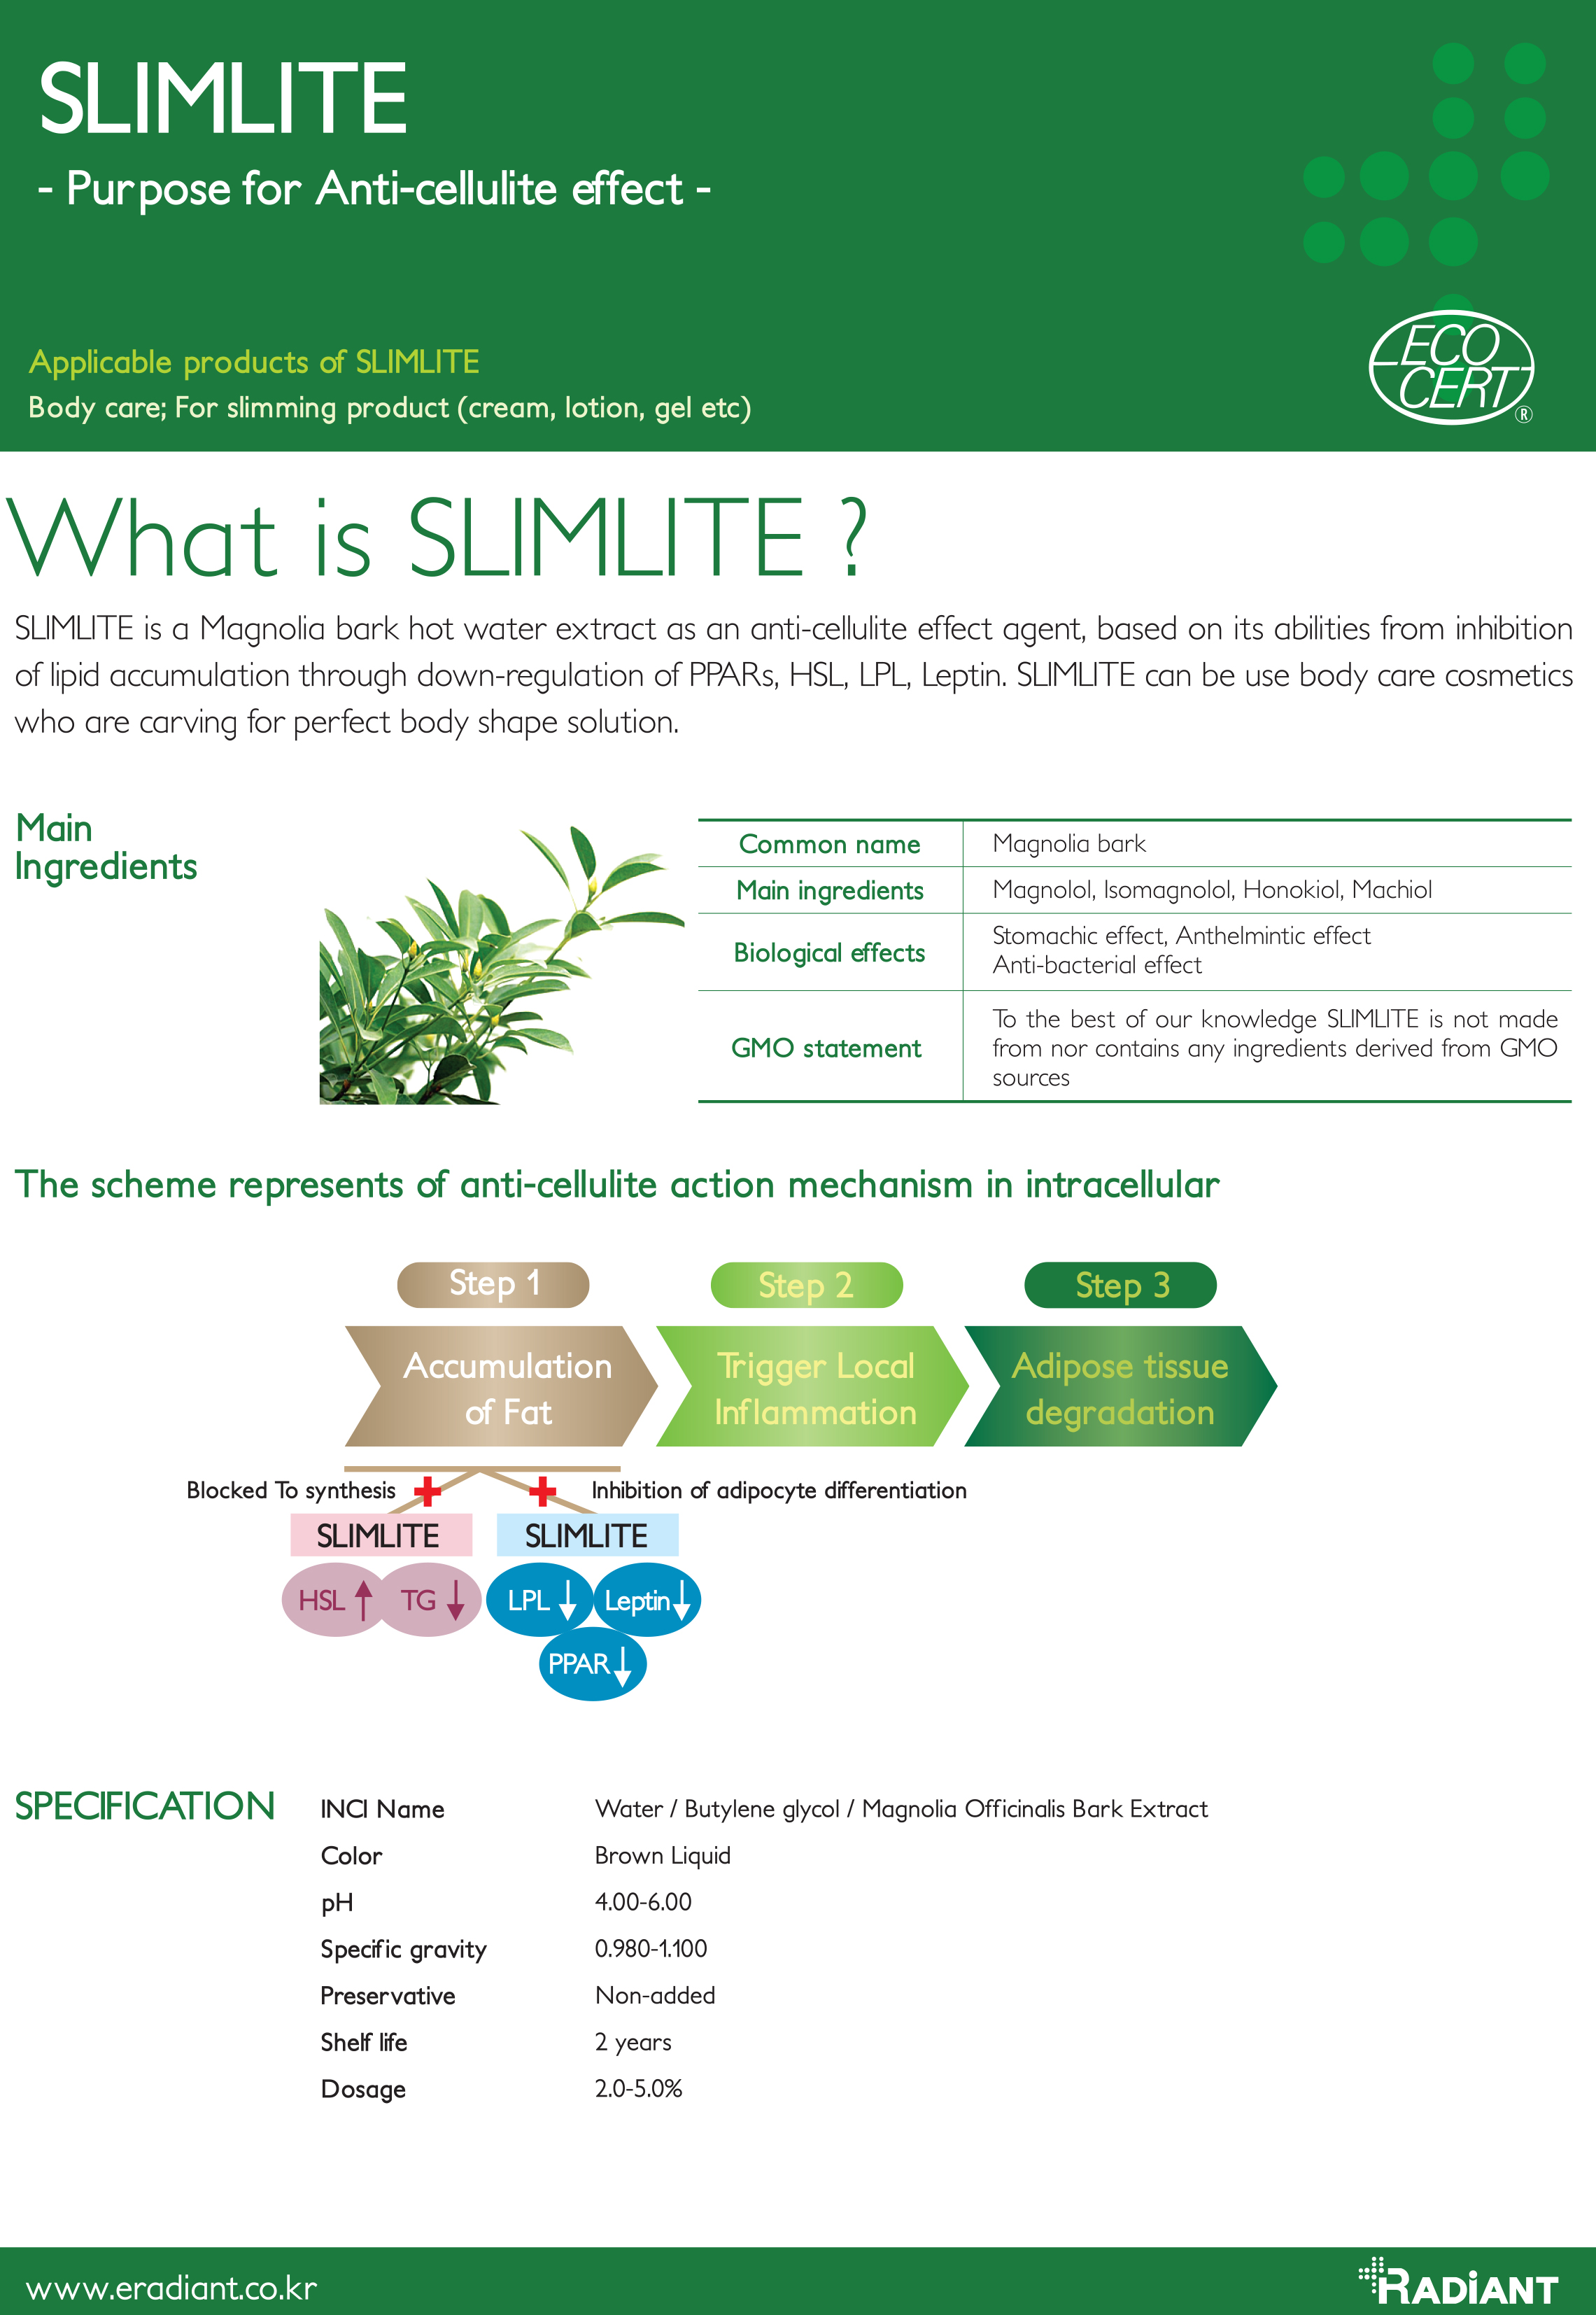 SLIMLITE
- Purpose for Anti-cellulite effect -
Applicable products of SLIMLITE
Body care; For slimming product (cream, lotion, gel etc)
ECO
CERT
®
What is SLIMLITE ?
SLIMLITE is a Magnolia bark hot water extract as an anti-cellulite effect agent, based on its abilities from inhibition
of lipid accumulation through down-regulation of PPARs, HSL, LPL, Leptin. SLIMLITE can be use body care cosmetics
who are carving for perfect body shape solution.
Main
Ingredients
Common name Magnolia bark
Main ingredients Magnolol, Isomagnolol, Honokiol, Machiol
Biological effects Stomachic effect, Anthelmintic effect
Anti-bacterial effect
GMO statement To the best of our knowledge SLIMLITE is not made
from nor contains any ingredients derived from GMO
sources
The scheme represents of anti-cellulite action mechanism in intracellular
Step 1 Step 2 Step 3
Accumulation
of Fat
Trigger Local
Inflammation
Adipose tissue
degradation
Blocked To synthesis Inhibition of adipocyte differentiation
SLIMLITE SLIMLITE
HSL TG LPL Leptin
PPAR
SPECIFICATION
INCI Name Water / Butylene glycol / Magnolia Officinalis Bark Extract
Color Brown Liquid
pH 4.00-6.00
Specific gravity 0.980-1.100
Preservative Non-added
Shelf life 2 years
Dosage 2.0-5.0%
www.eradiant.co.kr RADiANT